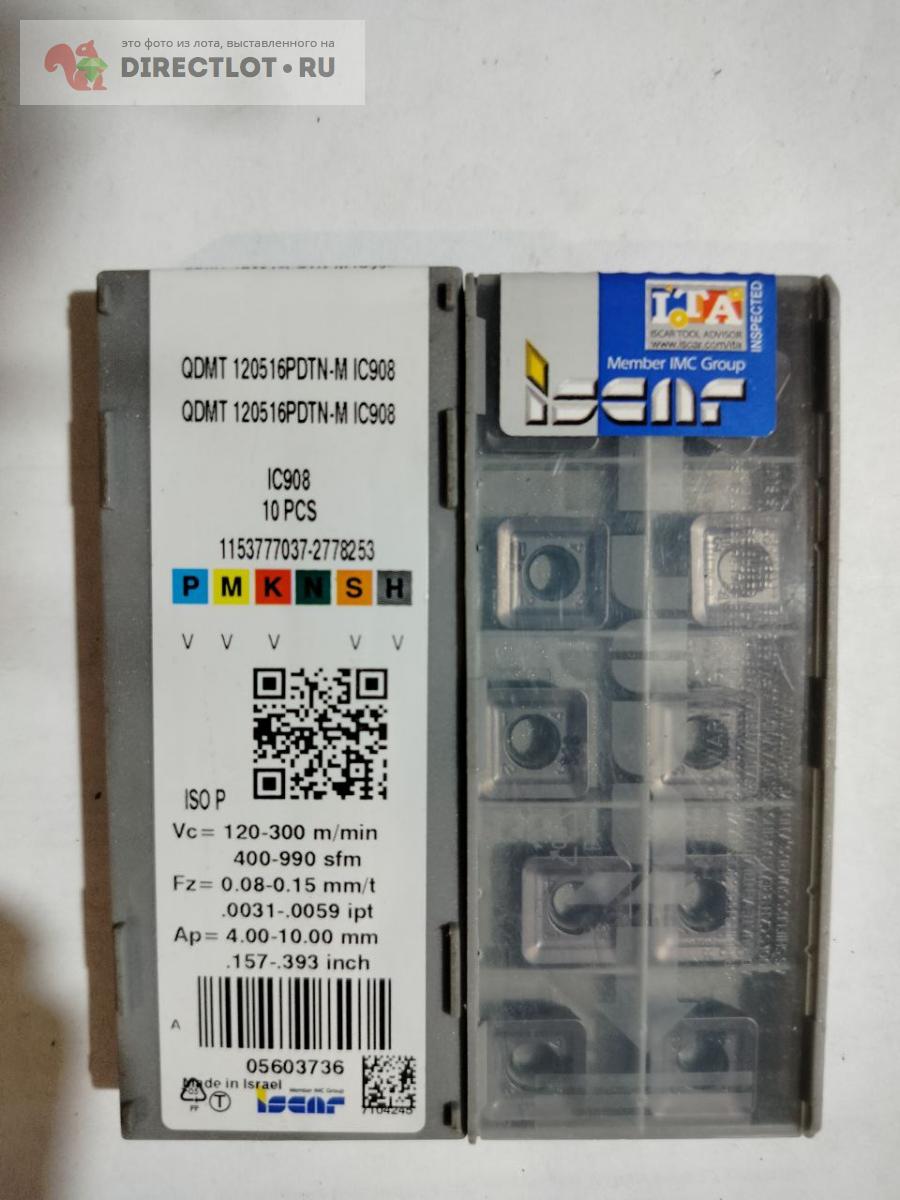 это фото из лота, выставленного на
DIRECTLOT.RU
QDMT 120516PDTN-M IC908
QDMT 120516PDTN-M IC908
IC908
10 PCS
1153777037-2778253
P M K N S H
V V V V V
ISO P
Vc= 120-300 m/min
400-990 sfm
Fz= 0.08-0.15 mm/t
.0031-.0059 ipt
Ap= 4.00-10.00 mm
.157-.393 inch
A
05603736
Made in Israel
PP
T
Member IMC Group
iscar
7104245
ITA
ISCAR TOOL ADVISOR
www.iscar.com/ita
INSPECTED
Member IMC Group
iscar